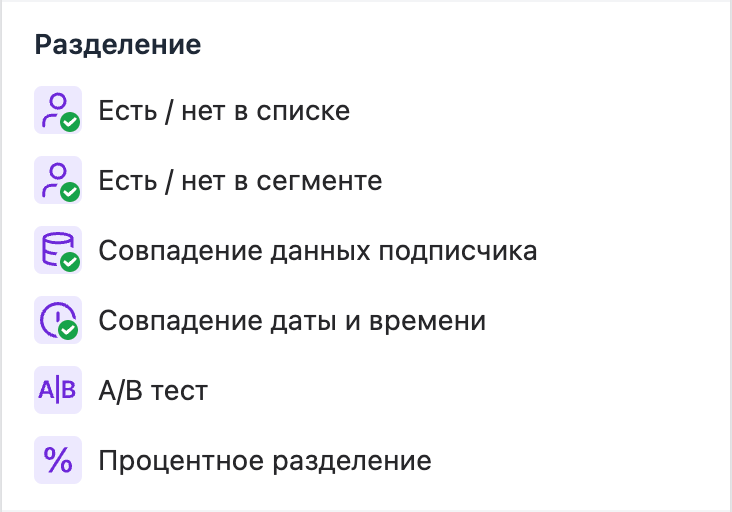 Разделение
Есть / нет в списке
Есть / нет в сегменте
Совпадение данных подписчика
Совпадение даты и времени
A|B A/B тест
% Процентное разделение